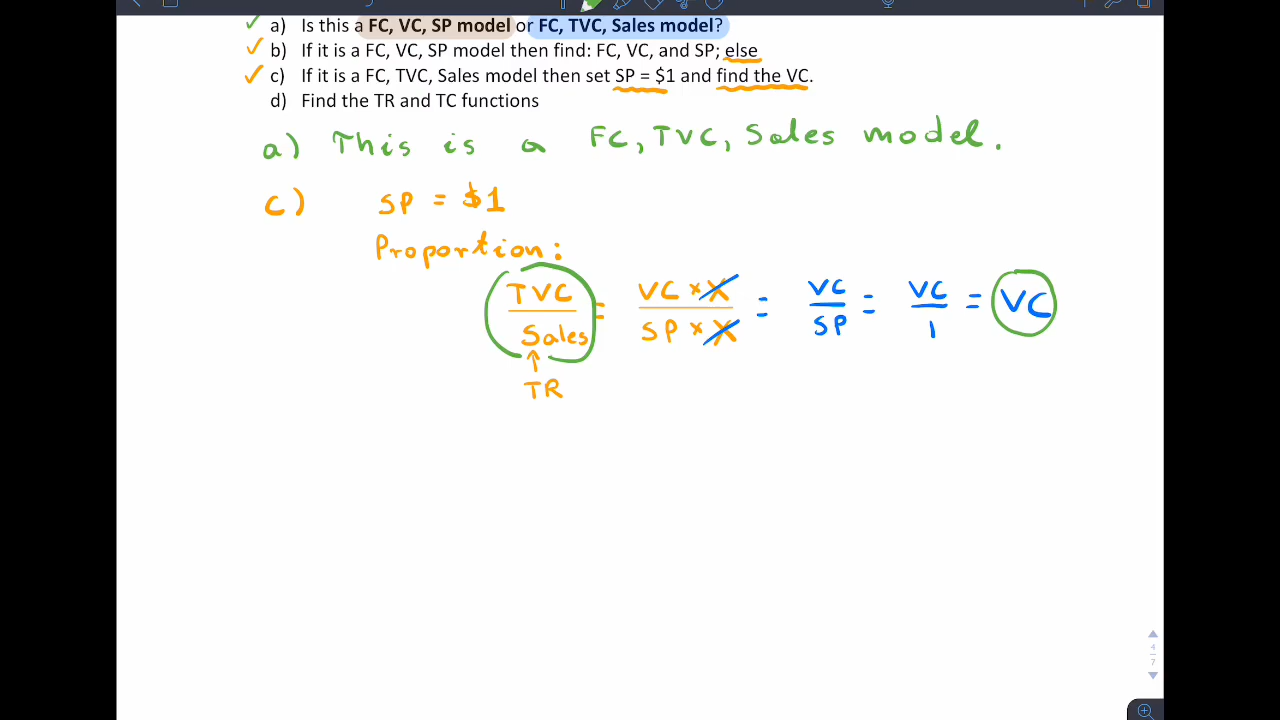 a) Is this a FC, VC, SP model or FC, TVC, Sales model?
b) If it is a FC, VC, SP model then find: FC, VC, and SP; else
c) If it is a FC, TVC, Sales model then set SP = $1 and find the VC.
d) Find the TR and TC functions
a) This is a FC, TVC, Sales model.
c) SP = $1
Proportion:
TVC / Sales = VC × X / SP × X = VC / SP = VC / 1 = VC
↑
TR
4
7